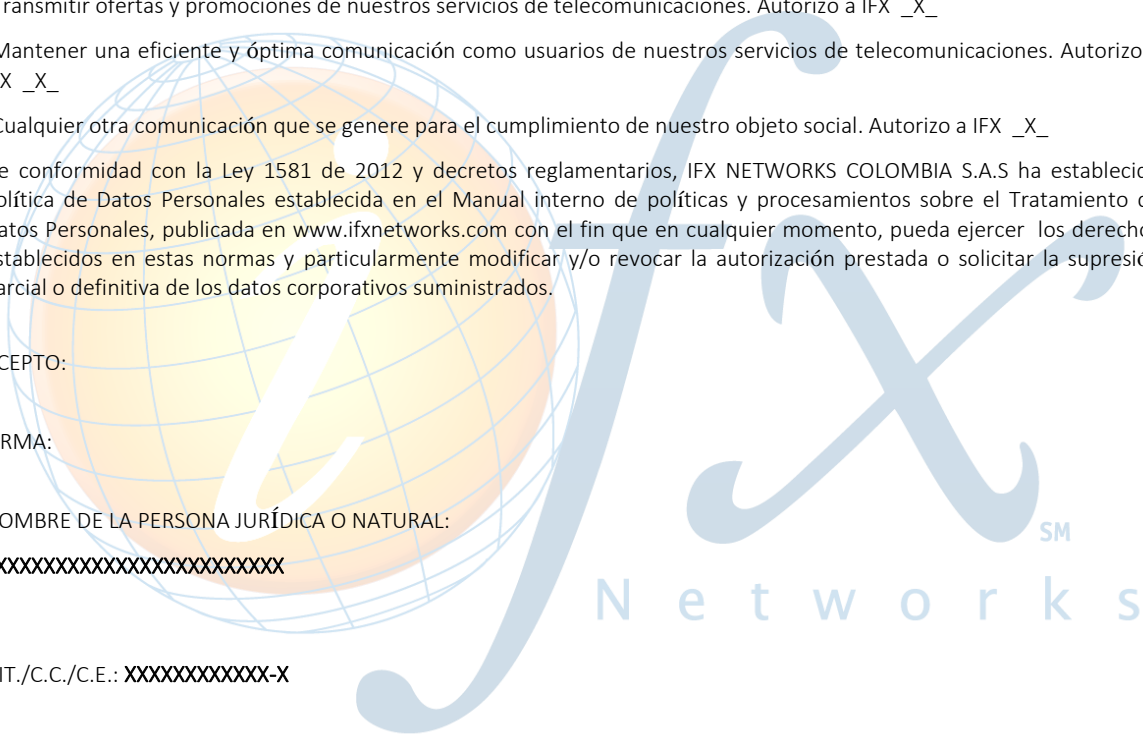 ransmitir ofertas y promociones de nuestros servicios de telecomunicaciones. Autorizo a IFX _X_
Mantener una eficiente y óptima comunicación como usuarios de nuestros servicios de telecomunicaciones. Autorizo
X _X_
Cualquier otra comunicación que se genere para el cumplimiento de nuestro objeto social. Autorizo a IFX _X_
e conformidad con la Ley 1581 de 2012 y decretos reglamentarios, IFX NETWORKS COLOMBIA S.A.S ha establecid
olítica de Datos Personales establecida en el Manual interno de políticas y procesamientos sobre el Tratamiento d
atos Personales, publicada en www.ifxnetworks.com con el fin que en cualquier momento, pueda ejercer los derecho
stablecidos en estas normas y particularmente modificar y/o revocar la autorización prestada o solicitar la supresió
arcial o definitiva de los datos corporativos suministrados.
CEPTO:
RMA:
OMBRE DE LA PERSONA JURÍDICA O NATURAL:
XXXXXXXXXXXXXXXXXXXXXXXX
IT./C.C./C.E.: XXXXXXXXXXXX-X
ifx
SM
Networks